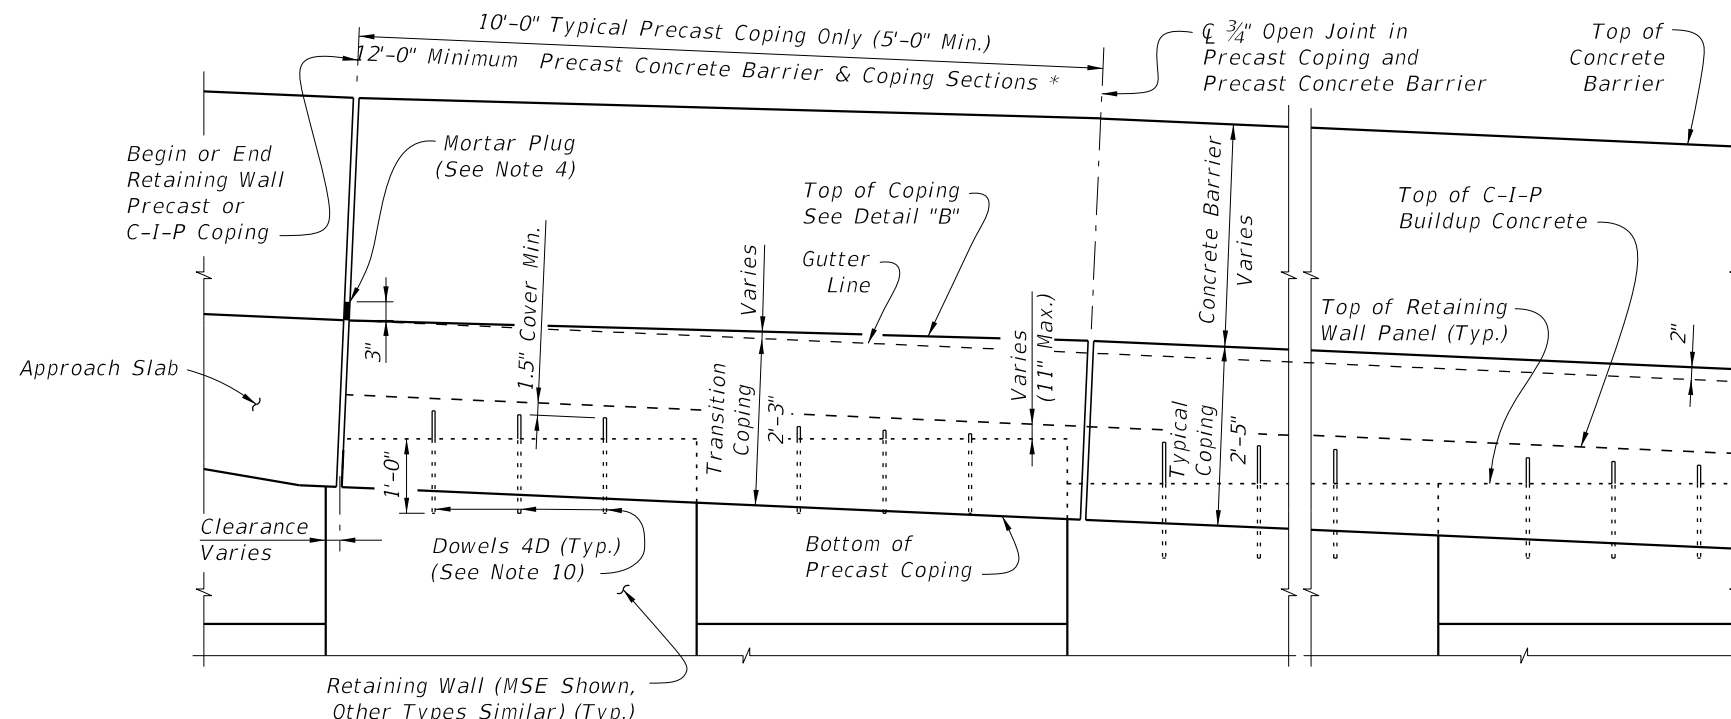 10'-0" Typical Precast Coping Only (5'-0" Min.)
12'-0" Minimum Precast Concrete Barrier & Coping Sections *
℄ ¾" Open Joint in
Precast Coping and
Precast Concrete Barrier
Top of
Concrete
Barrier
Begin or End
Retaining Wall
Precast or
C-I-P Coping
Mortar Plug
(See Note 4)
1.5" Cover Min.
Varies
Top of Coping
See Detail "B"
Gutter
Line
Concrete Barrier
Varies
Top of C-I-P
Buildup Concrete
Top of Retaining
Wall Panel (Typ.)
2"
3"
Varies
(11" Max.)
Approach Slab
Transition
Coping
2'-3"
Typical
Coping
2'-5"
1'-0"
Clearance
Varies
Dowels 4D (Typ.)
(See Note 10)
Bottom of
Precast Coping
Retaining Wall (MSE Shown,
Other Types Similar) (Typ.)